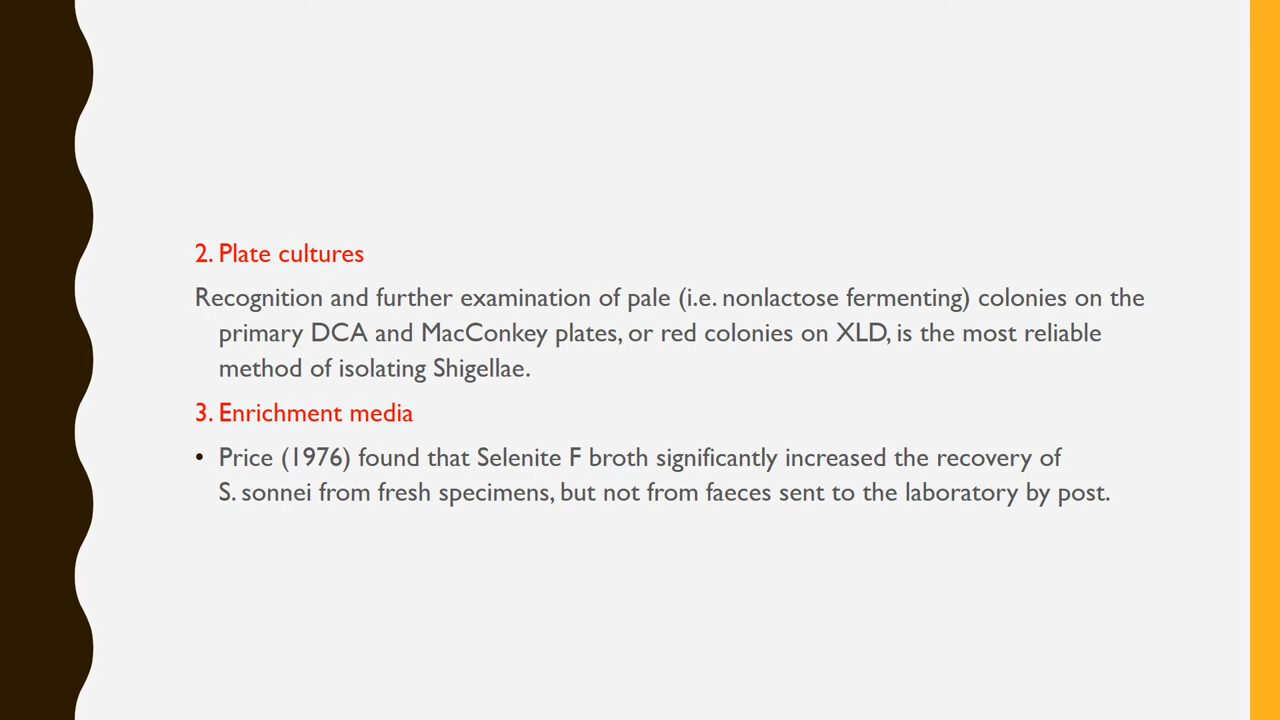 2. Plate cultures
Recognition and further examination of pale (i.e. nonlactose fermenting) colonies on the
primary DCA and MacConkey plates, or red colonies on XLD, is the most reliable
method of isolating Shigellae.
3. Enrichment media
• Price (1976) found that Selenite F broth significantly increased the recovery of
S. sonnei from fresh specimens, but not from faeces sent to the laboratory by post.